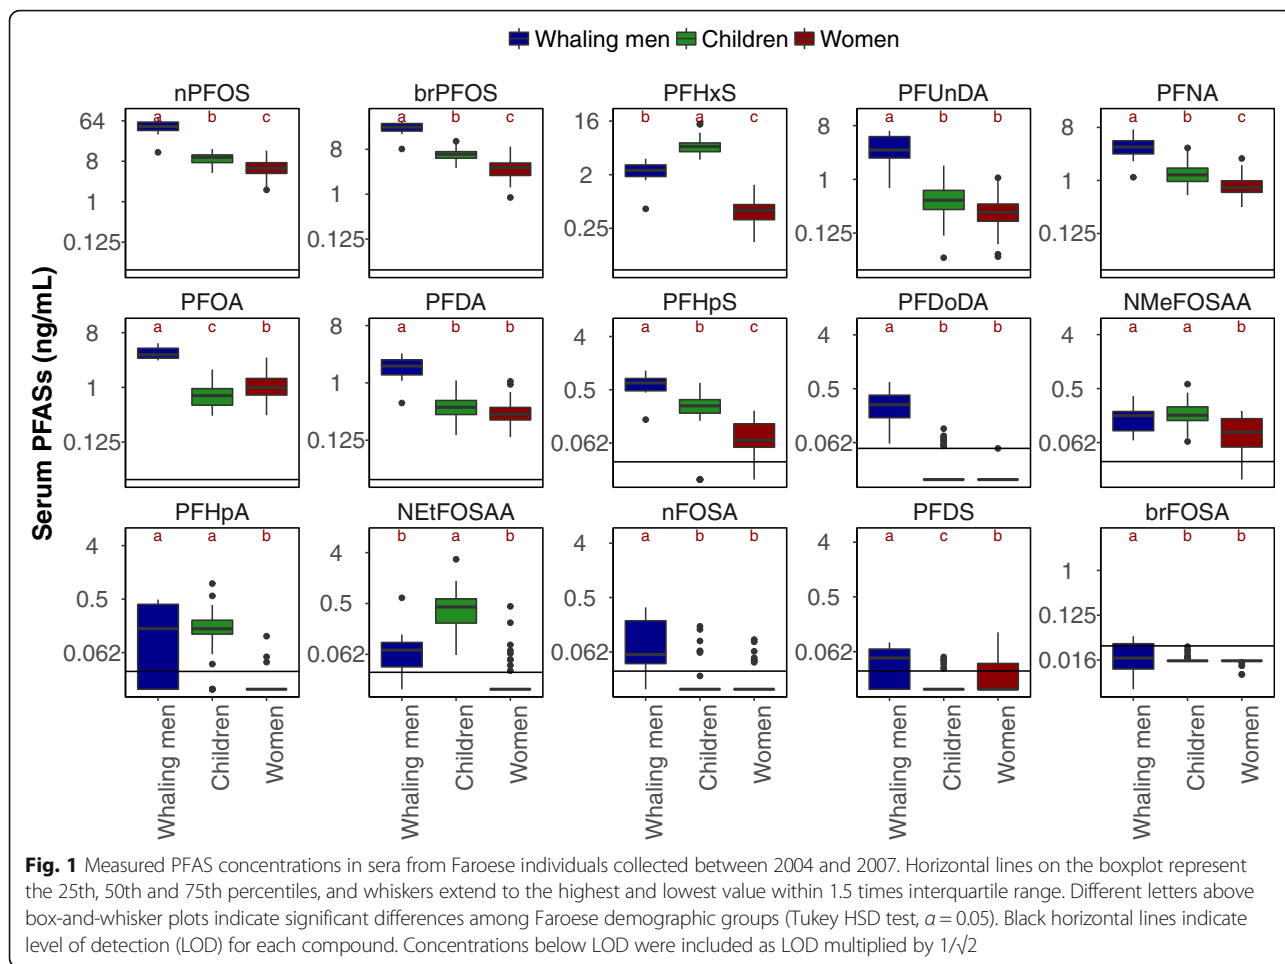 Whaling men Children Women
nPFOS brPFOS PFHxS PFUnDA PFNA
a b c a b c b a c a b c a b c
64 8 1 0.125
8 1 0.125
16 2 0.25
8 1 0.125
8 1 0.125
Serum PFASs (ng/mL)
PFOA PFDA PFHpS PFDoDA NMeFOSAA
a c b a b b a b c a b b a a b
8 1 0.125
8 1 0.125
4 0.5 0.062
4 0.5 0.062
4 0.5 0.062
PFHpA NEtFOSAA nFOSA PFDS brFOSA
a a b b a b a b b a c b a b b
4 0.5 0.062
4 0.5 0.062
4 0.5 0.062
4 0.5 0.062
1 0.125 0.016
Whaling men Children Women Whaling men Children Women Whaling men Children Women Whaling men Children Women Whaling men Children Women
Fig. 1 Measured PFAS concentrations in sera from Faroese individuals collected between 2004 and 2007. Horizontal lines on the boxplot represent
the 25th, 50th and 75th percentiles, and whiskers extend to the highest and lowest value within 1.5 times interquartile range. Different letters above
box-and-whisker plots indicate significant differences among Faroese demographic groups (Tukey HSD test, α = 0.05). Black horizontal lines indicate
level of detection (LOD) for each compound. Concentrations below LOD were included as LOD multiplied by 1/√2